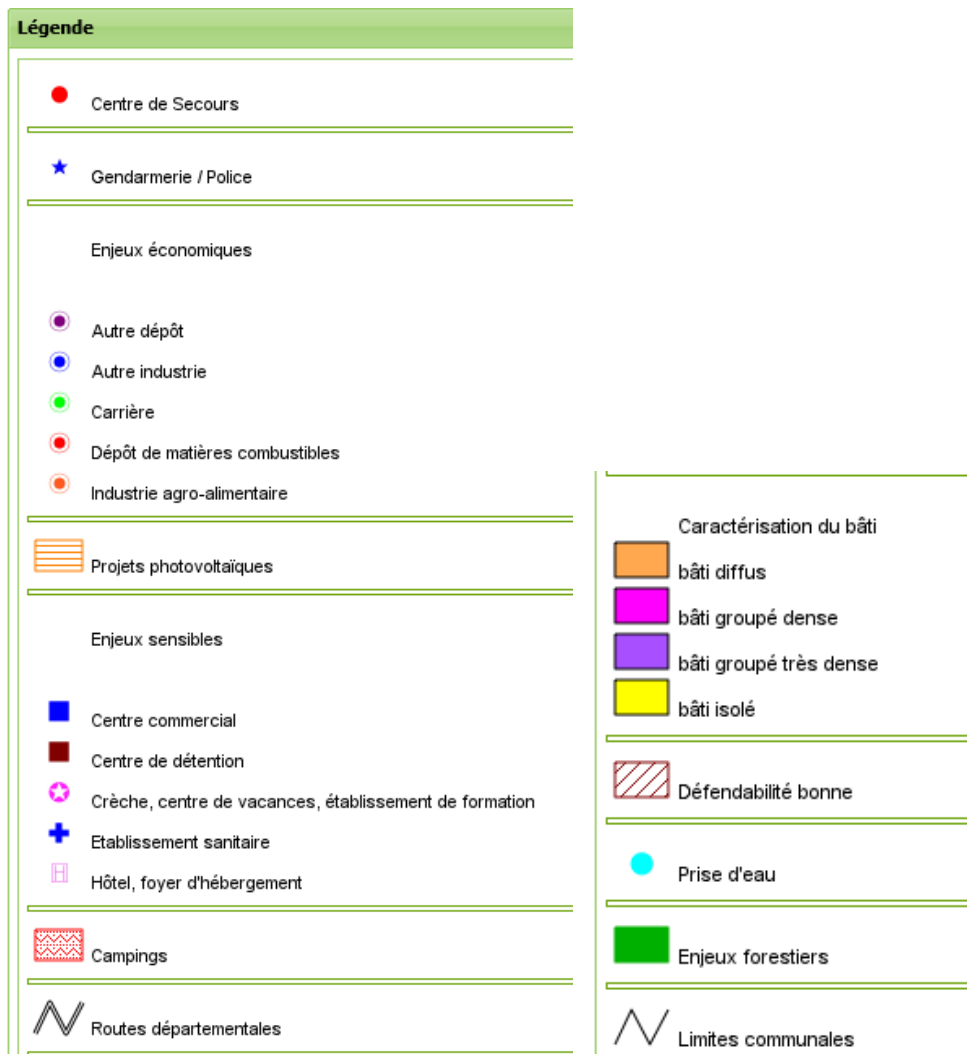 Légende
Centre de Secours
Gendarmerie / Police
Enjeux économiques
Autre dépôt
Autre industrie
Carrière
Dépôt de matières combustibles
Industrie agro-alimentaire
Projets photovoltaïques
Enjeux sensibles
Centre commercial
Centre de détention
Crèche, centre de vacances, établissement de formation
Etablissement sanitaire
Hôtel, foyer d'hébergement
Campings
Routes départementales
Caractérisation du bâti
bâti diffus
bâti groupé dense
bâti groupé très dense
bâti isolé
Défendabilité bonne
Prise d'eau
Enjeux forestiers
Limites communales